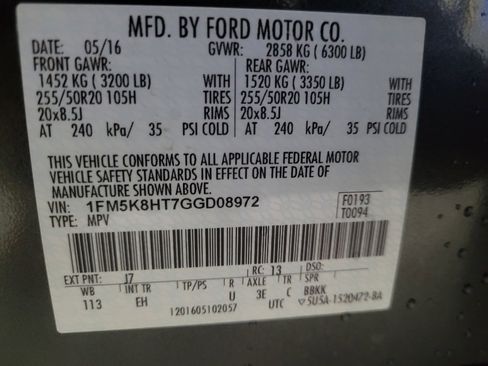 MFD. BY FORD MOTOR CO.
DATE: 05/16 GVWR: 2858 KG ( 6300 LB)
FRONT GAWR: REAR GAWR:
1452 KG ( 3200 LB) WITH 1520 KG ( 3350 LB) WITH
255/50R20 105H TIRES 255/50R20 105H TIRES
20x8.5J RIMS 20x8.5J RIMS
AT 240 kPa/ 35 PSI COLD AT 240 kPa/ 35 PSI COLD
THIS VEHICLE CONFORMS TO ALL APPLICABLE FEDERAL MOTOR
VEHICLE SAFETY STANDARDS IN EFFECT ON THE DATE OF
MANUFACTURE SHOWN ABOVE.
VIN: 1FM5K8HT7GGD08972 F0193
TYPE: MPV T0094
EXT PNT: J7 RC: 13 DSO:
WB INT TR TP/PS R AXLE TR SPR
113 EH U 3E C BBKK
1201605102057 UTC 5U5A-1520472-BA